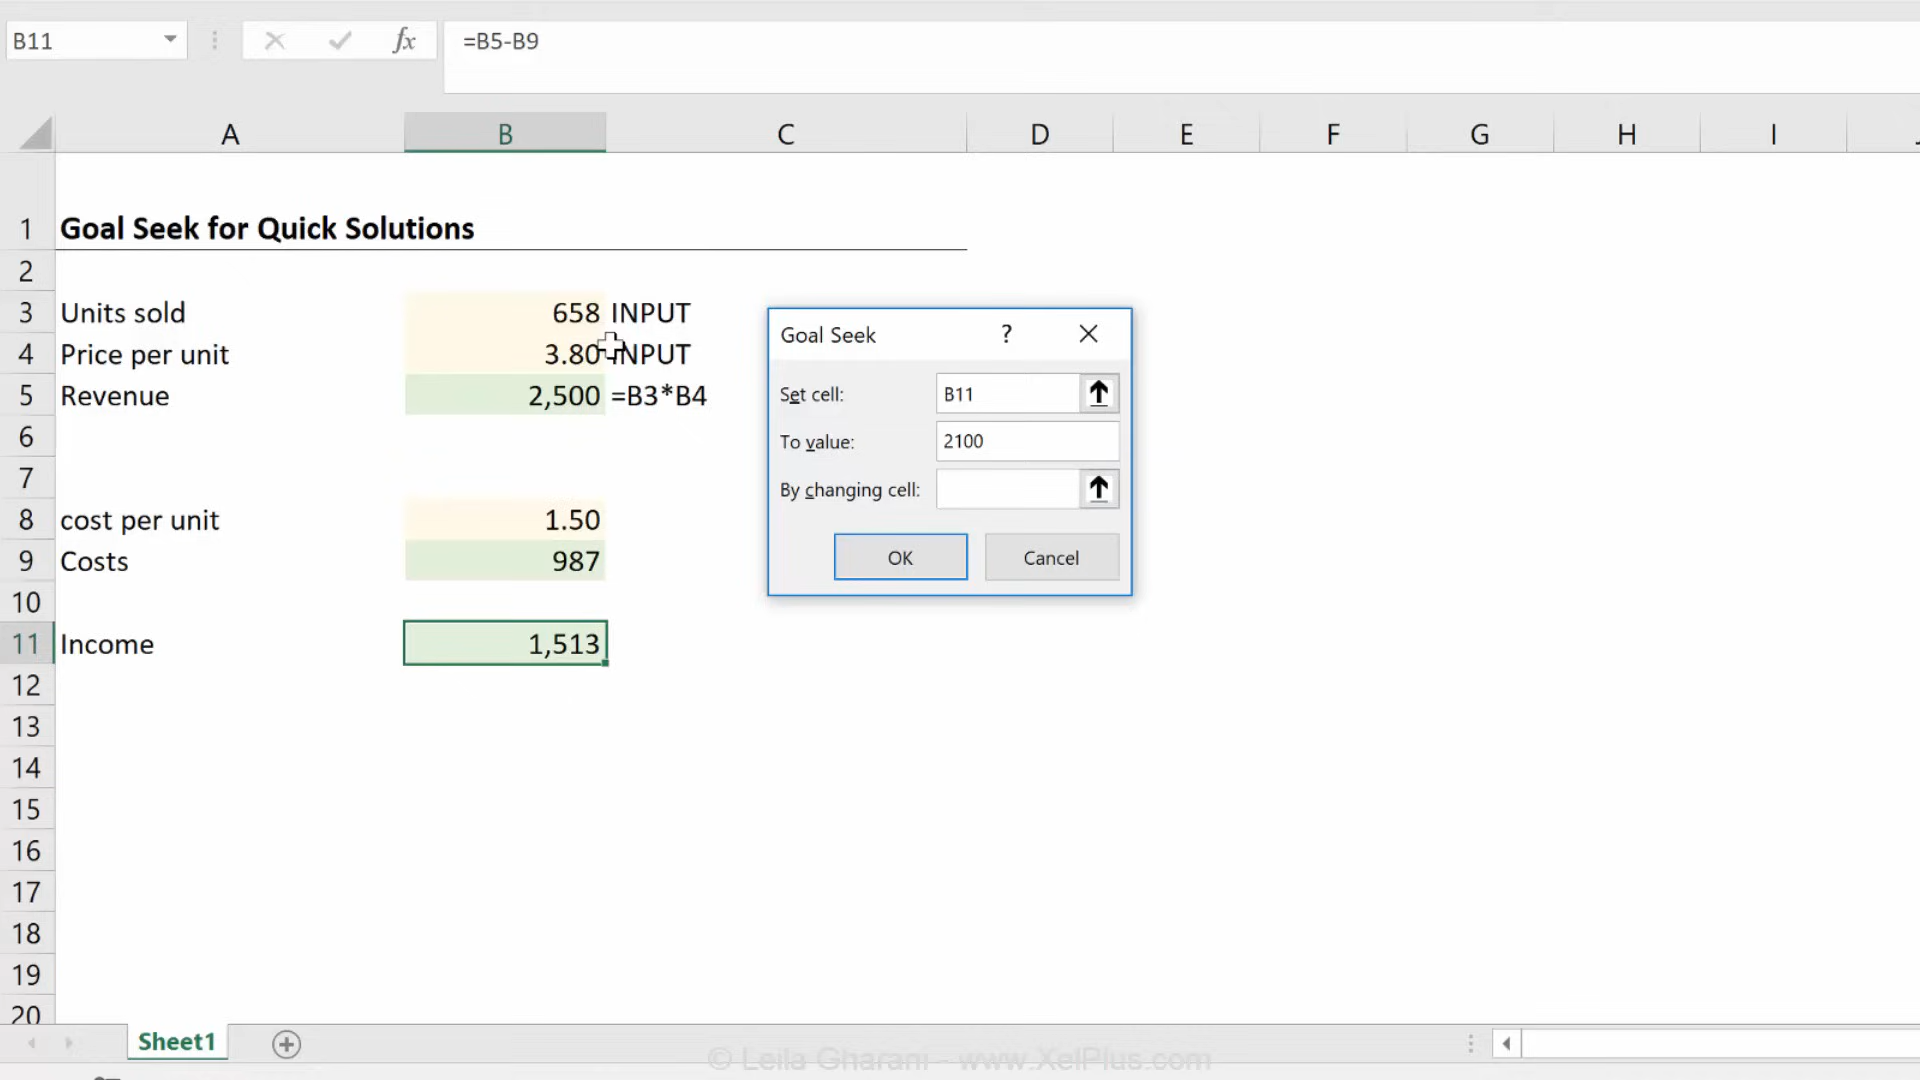 B11
fx
=B5-B9
A B C D E F G H I J
1 Goal Seek for Quick Solutions
2
3 Units sold 658 INPUT
4 Price per unit 3.80 INPUT
5 Revenue 2,500 =B3*B4
6
7
8 cost per unit 1.50
9 Costs 987
10
11 Income 1,513
12
13
14
15
16
17
18
19
20
Goal Seek ? 
Set cell: B11
To value: 2100
By changing cell:
OK Cancel
Sheet1
© Leila Gharani - www.XelPlus.com